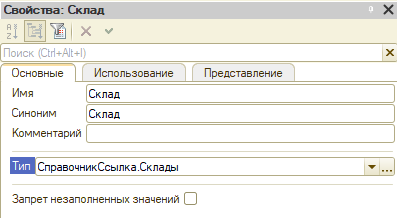 Свойства: Склад
Поиск (Ctrl+Alt+I)
Основные Использование Представление
Имя Склад
Синоним Склад
Комментарий
Тип СправочникСсылка.Склады
Запрет незаполненных значений